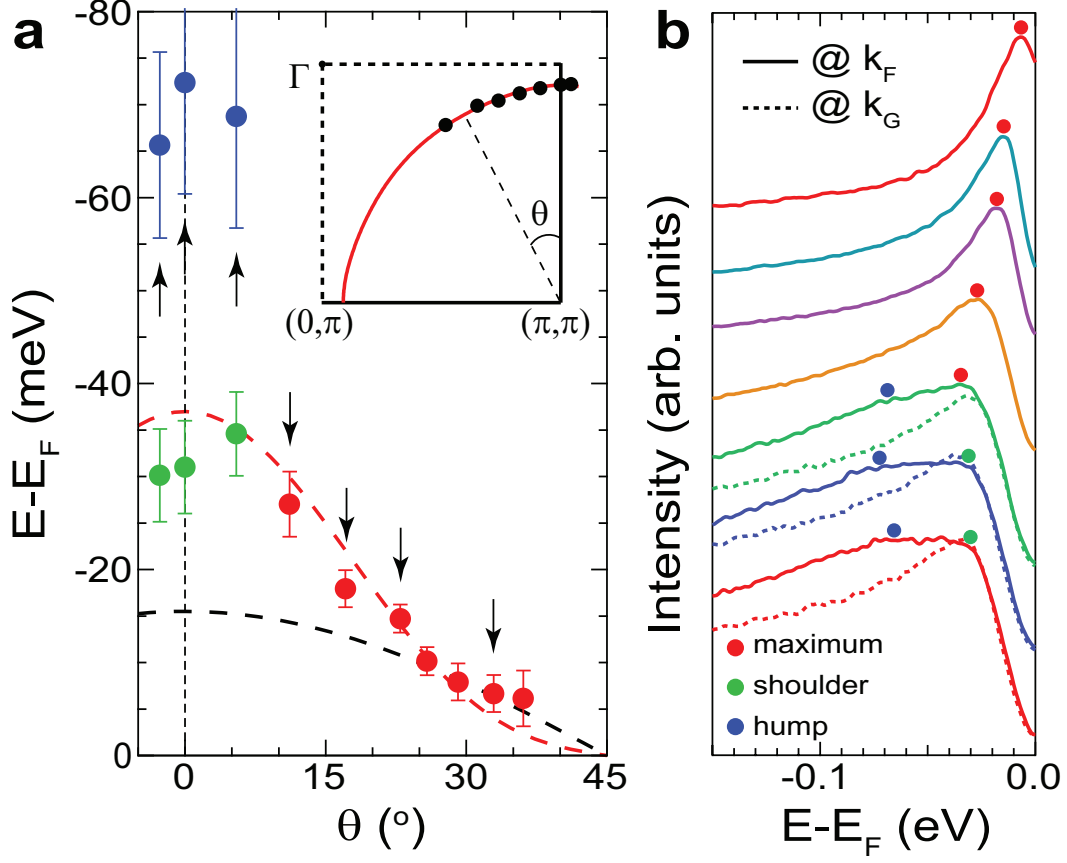 a
-80
-60
-40
-20
0
E-E_F (meV)
0
15
30
45
θ (°)
Γ
θ
(0,π)
(π,π)
b
@ k_F
@ k_G
Intensity (arb. units)
maximum
shoulder
hump
-0.1
0.0
E-E_F (eV)